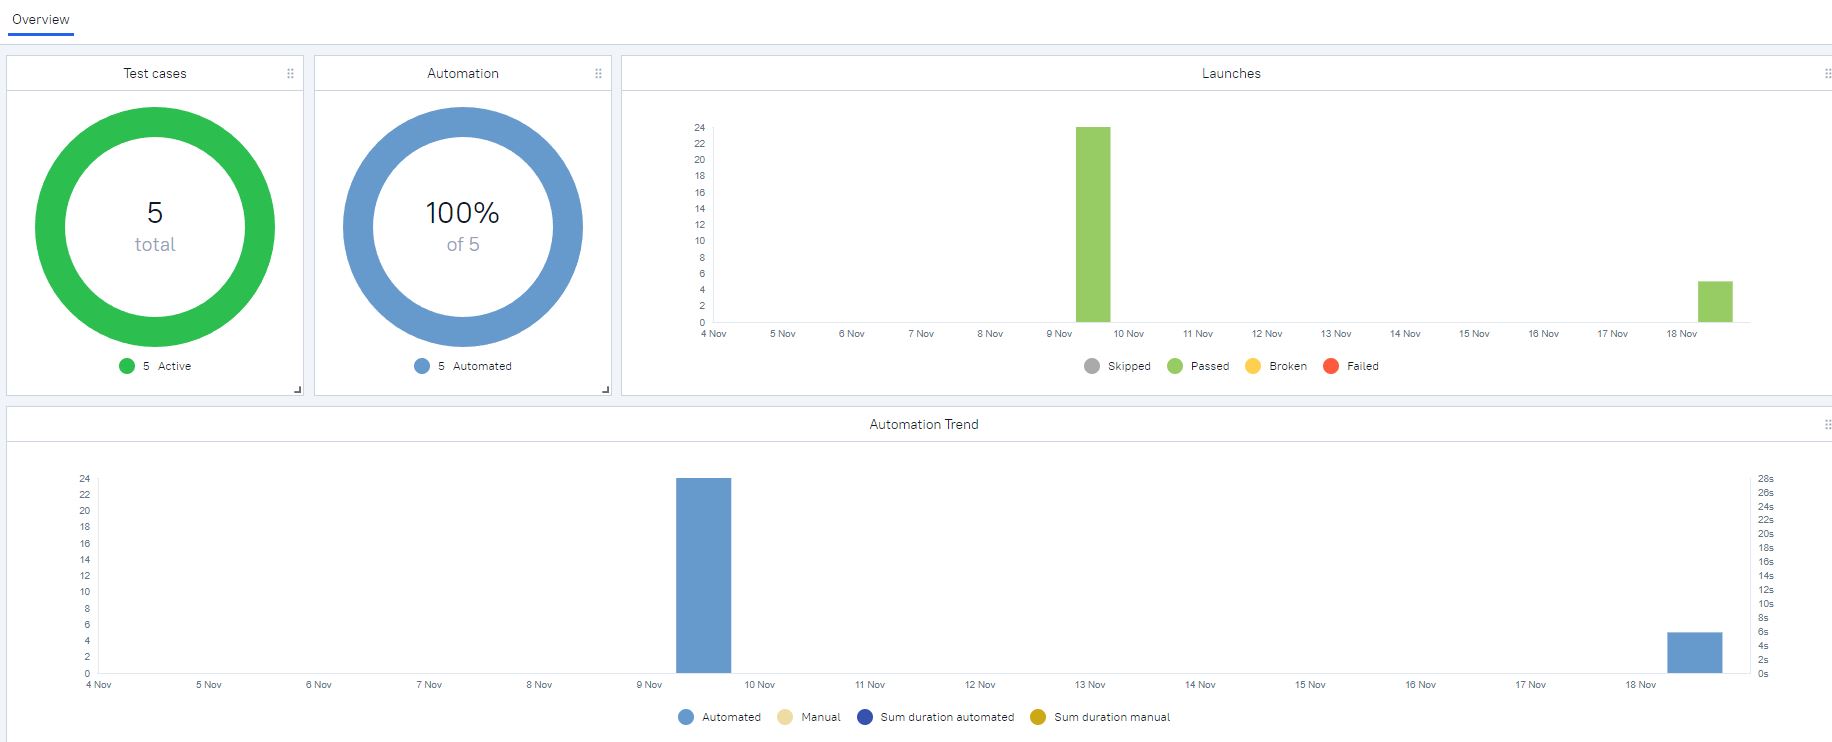 Overview
Test cases
Automation
Launches
5
total
5 Active
100%
of 5
5 Automated
24
22
20
18
16
14
12
10
8
6
4
2
0
4 Nov 5 Nov 6 Nov 7 Nov 8 Nov 9 Nov 10 Nov 11 Nov 12 Nov 13 Nov 14 Nov 15 Nov 16 Nov 17 Nov 18 Nov
Skipped Passed Broken Failed
Automation Trend
24
22
20
18
16
14
12
10
8
6
4
2
0
28s
26s
24s
22s
20s
18s
16s
14s
12s
10s
8s
6s
4s
2s
0s
4 Nov 5 Nov 6 Nov 7 Nov 8 Nov 9 Nov 10 Nov 11 Nov 12 Nov 13 Nov 14 Nov 15 Nov 16 Nov 17 Nov 18 Nov
Automated Manual Sum duration automated Sum duration manual